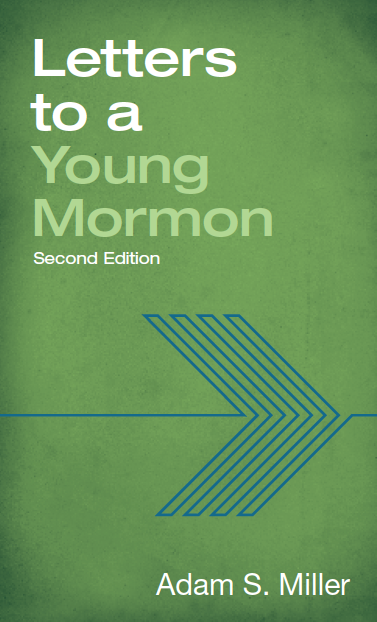 Letters
to a
Young
Mormon
Second Edition
Adam S. Miller